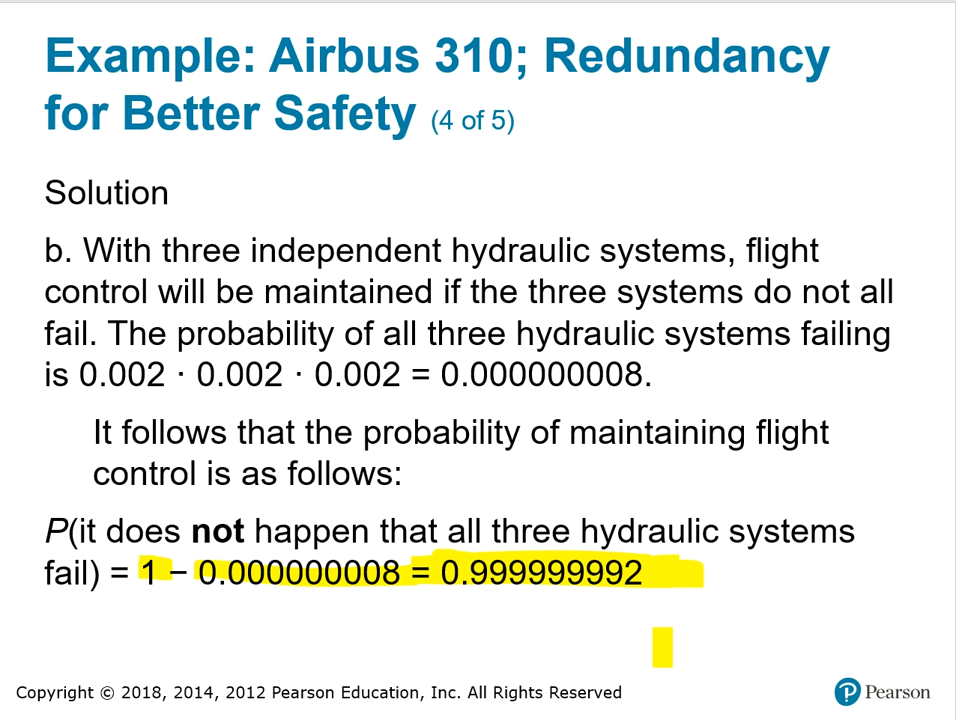 Example: Airbus 310; Redundancy
for Better Safety (4 of 5)
Solution
b. With three independent hydraulic systems, flight
control will be maintained if the three systems do not all
fail. The probability of all three hydraulic systems failing
is 0.002 · 0.002 · 0.002 = 0.000000008.
It follows that the probability of maintaining flight
control is as follows:
P(it does not happen that all three hydraulic systems
fail) = 1 − 0.000000008 = 0.999999992
Copyright © 2018, 2014, 2012 Pearson Education, Inc. All Rights Reserved
P Pearson